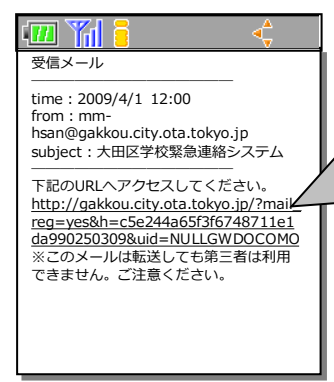 受信メール
time：2009/4/1 12:00
from：mm-
hsan@gakkou.city.ota.tokyo.jp
subject：大田区学校緊急連絡システム
下記のURLへアクセスしてください。
http://gakkou.city.ota.tokyo.jp/?mail_
reg=yes&h=c5e244a65f3f6748711e1
da990250309&uid=NULLGWDOCOMO
※このメールは転送しても第三者は利用
できません。ご注意ください。